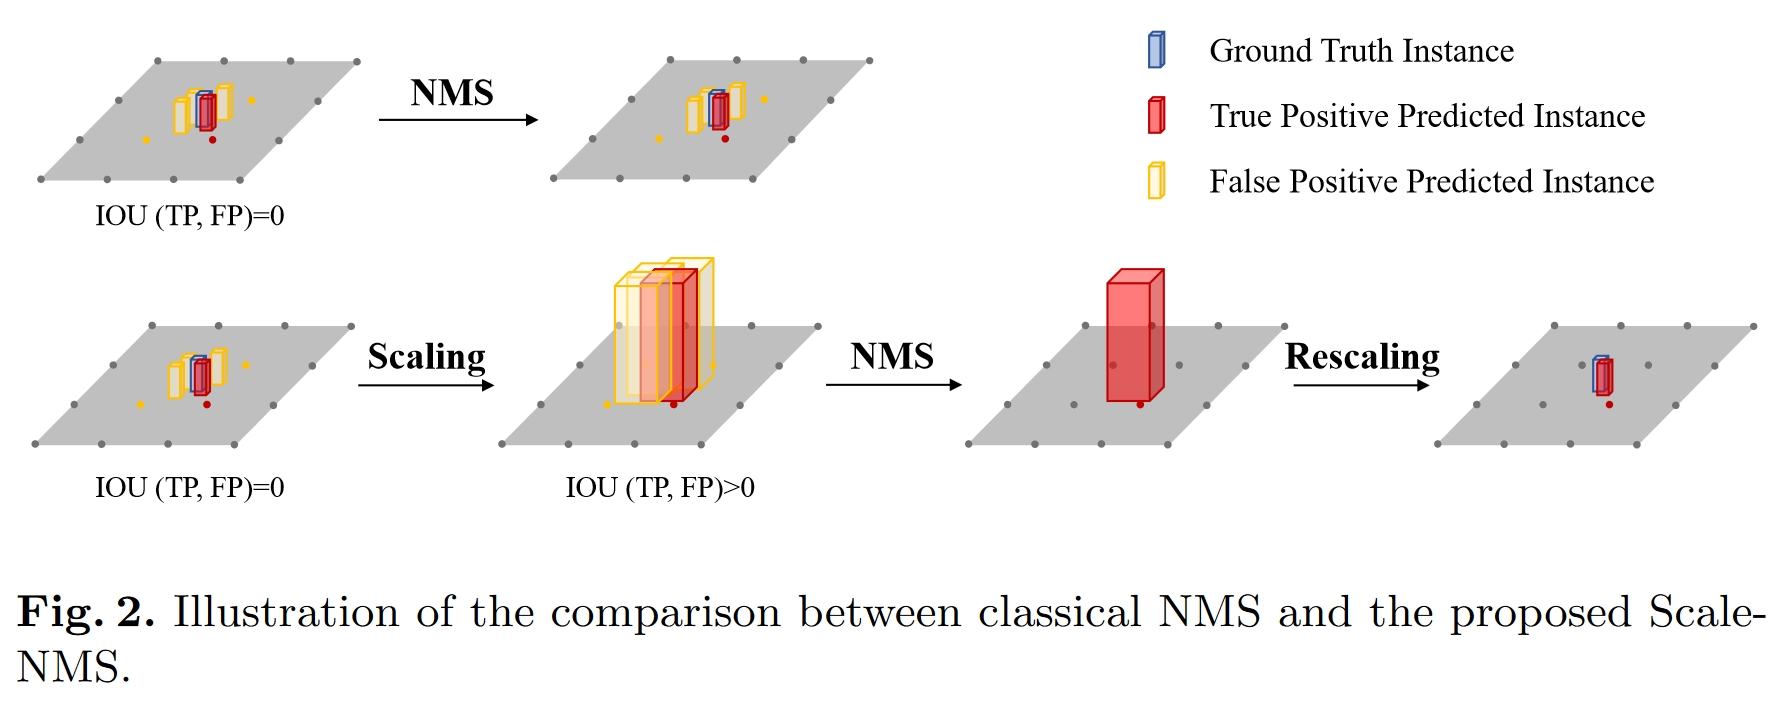 NMS
Ground Truth Instance
True Positive Predicted Instance
False Positive Predicted Instance
IOU (TP, FP)=0
Scaling
NMS
Rescaling
IOU (TP, FP)=0
IOU (TP, FP)>0
Fig. 2. Illustration of the comparison between classical NMS and the proposed Scale-
NMS.